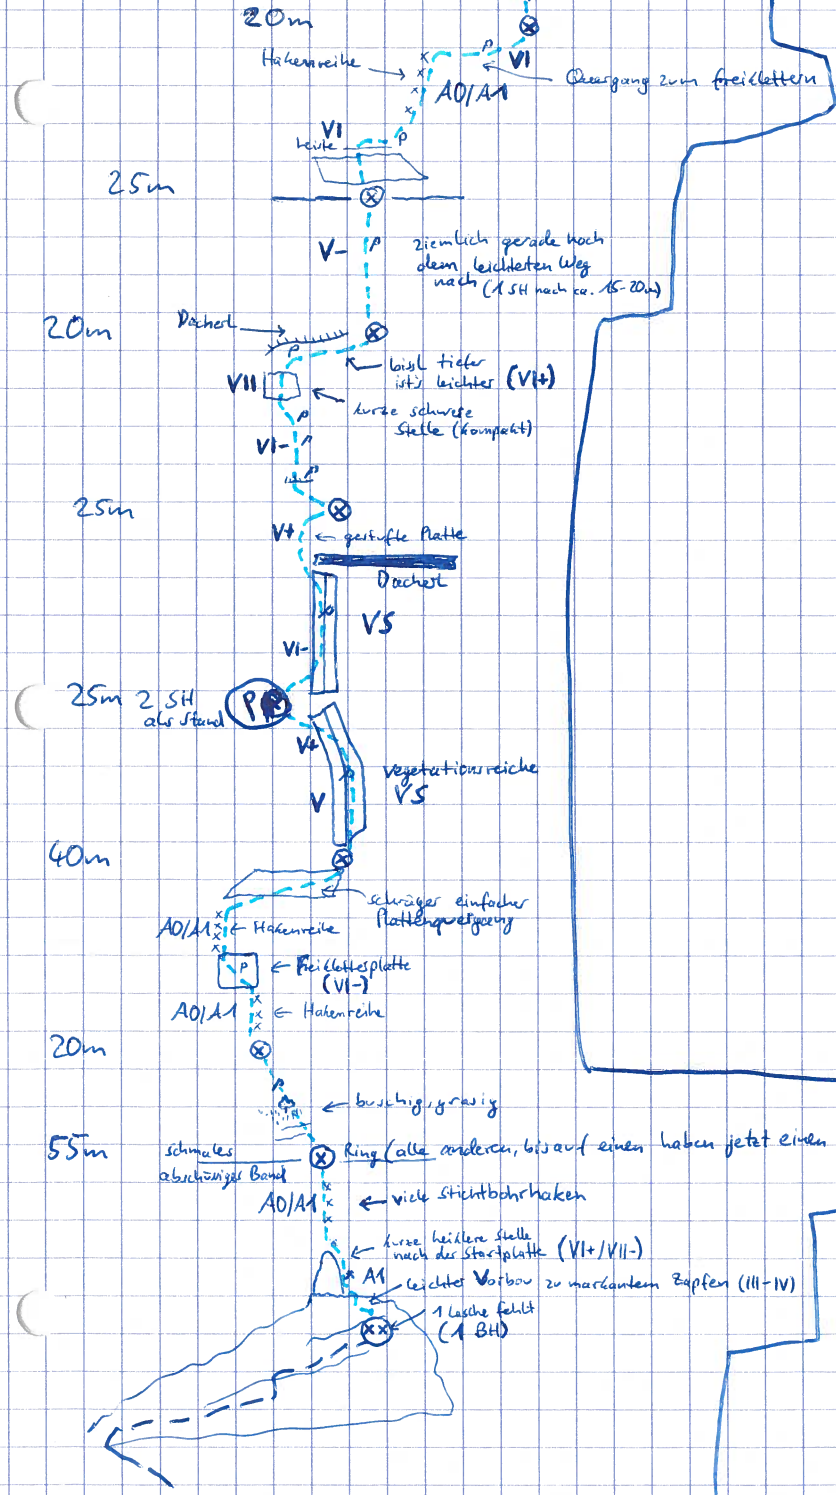 20m
P
VI
Hakenreihe
Quergang zum freiklettern
A0/A1
VI
P
Leiste
25m
V-
P
ziemlich gerade hoch
dem leichteten Weg
nach (1 SH nach ca. 15-20m)
Dacherl
20m
P
bissl tiefer
ist's leichter (VI+)
VII
kurze schwere
Stelle (kompakt)
P
VI-
P
P
25m
V+
gestufte Platte
Dacherl
VS
VI-
25m
2 SH
als Stand
P
V+
vegetationsreiche
VS
V
40m
schräger einfacher
Plattenquergang
A0/A1
Hakenreihe
P
Freikletterplatte
(VI-)
A0/A1
Hakenreihe
20m
P
buschig, grasig
55m
schmales
abschüssiges Band
Ring (alle anderen, bis auf einen haben jetzt einen
A0/A1
viele Stichtbohrhaken
kurze heiklere Stelle
nach der Startplatte (VI+/VII-)
A1
leichter Vorbau zu markantem Zapfen (III-IV)
1 Lasche fehlt
(1 BH)